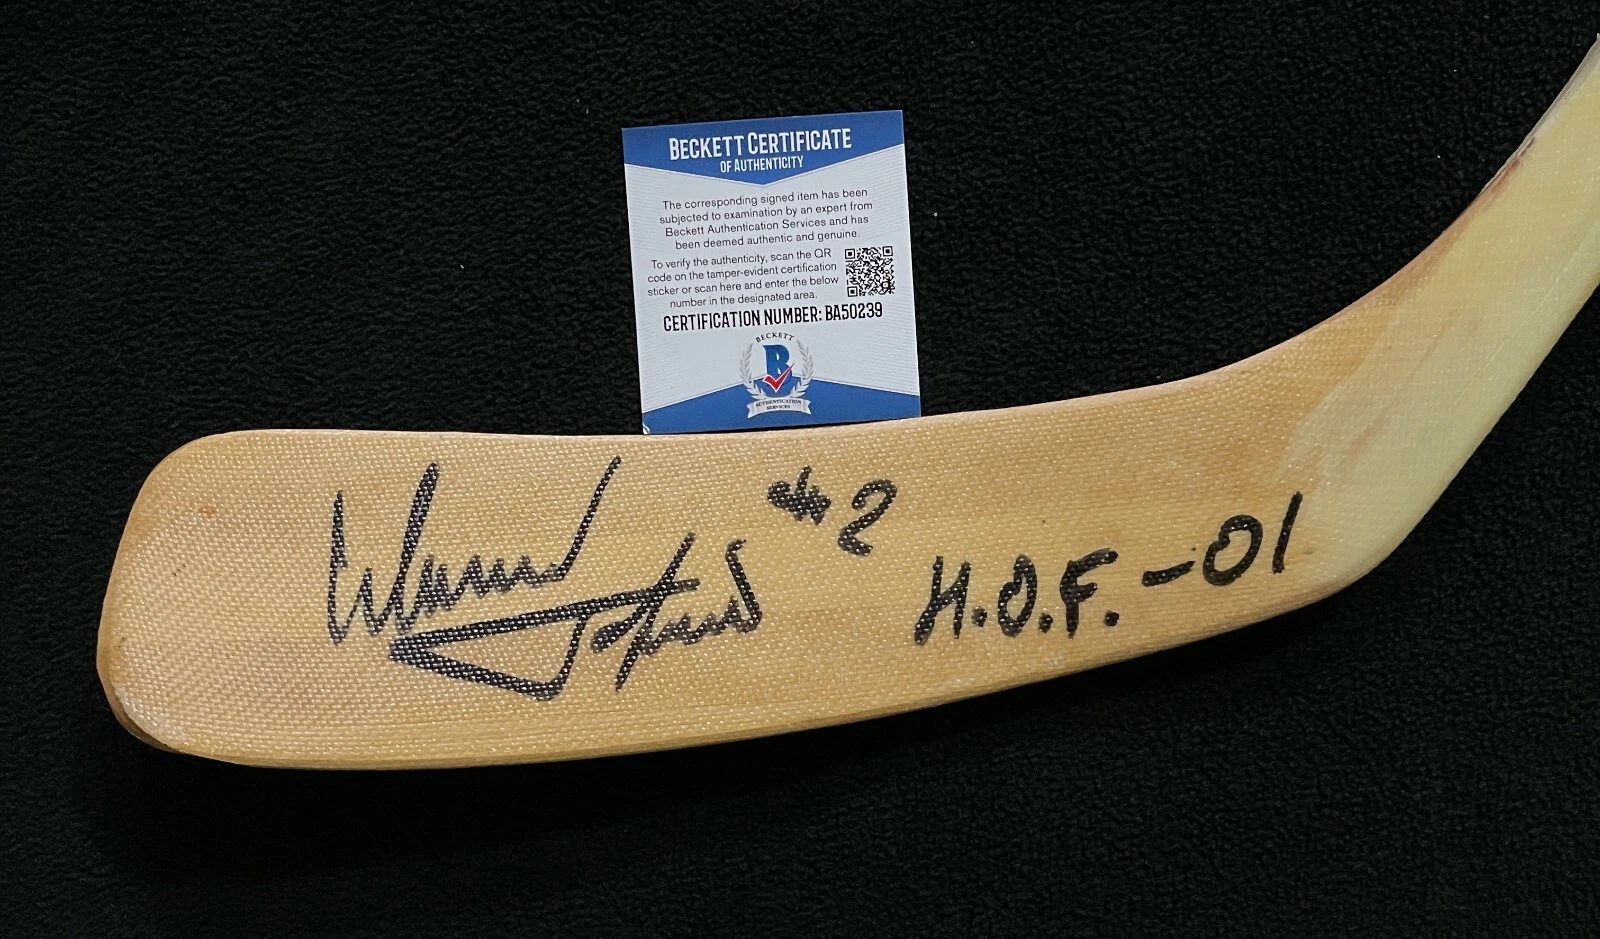 BECKETT CERTIFICATE
OF AUTHENTICITY
The corresponding signed item has been
subjected to examination by an expert from
Beckett Authentication Services and has
been deemed authentic and genuine.
To verify the authenticity, scan the QR
code on the tamper-evident certification
sticker or scan here and enter the below
number in the designated area.
CERTIFICATION NUMBER: BA50239
BECKETT
B
AUTHENTICATION
SERVICES
#2
H.O.F. -01